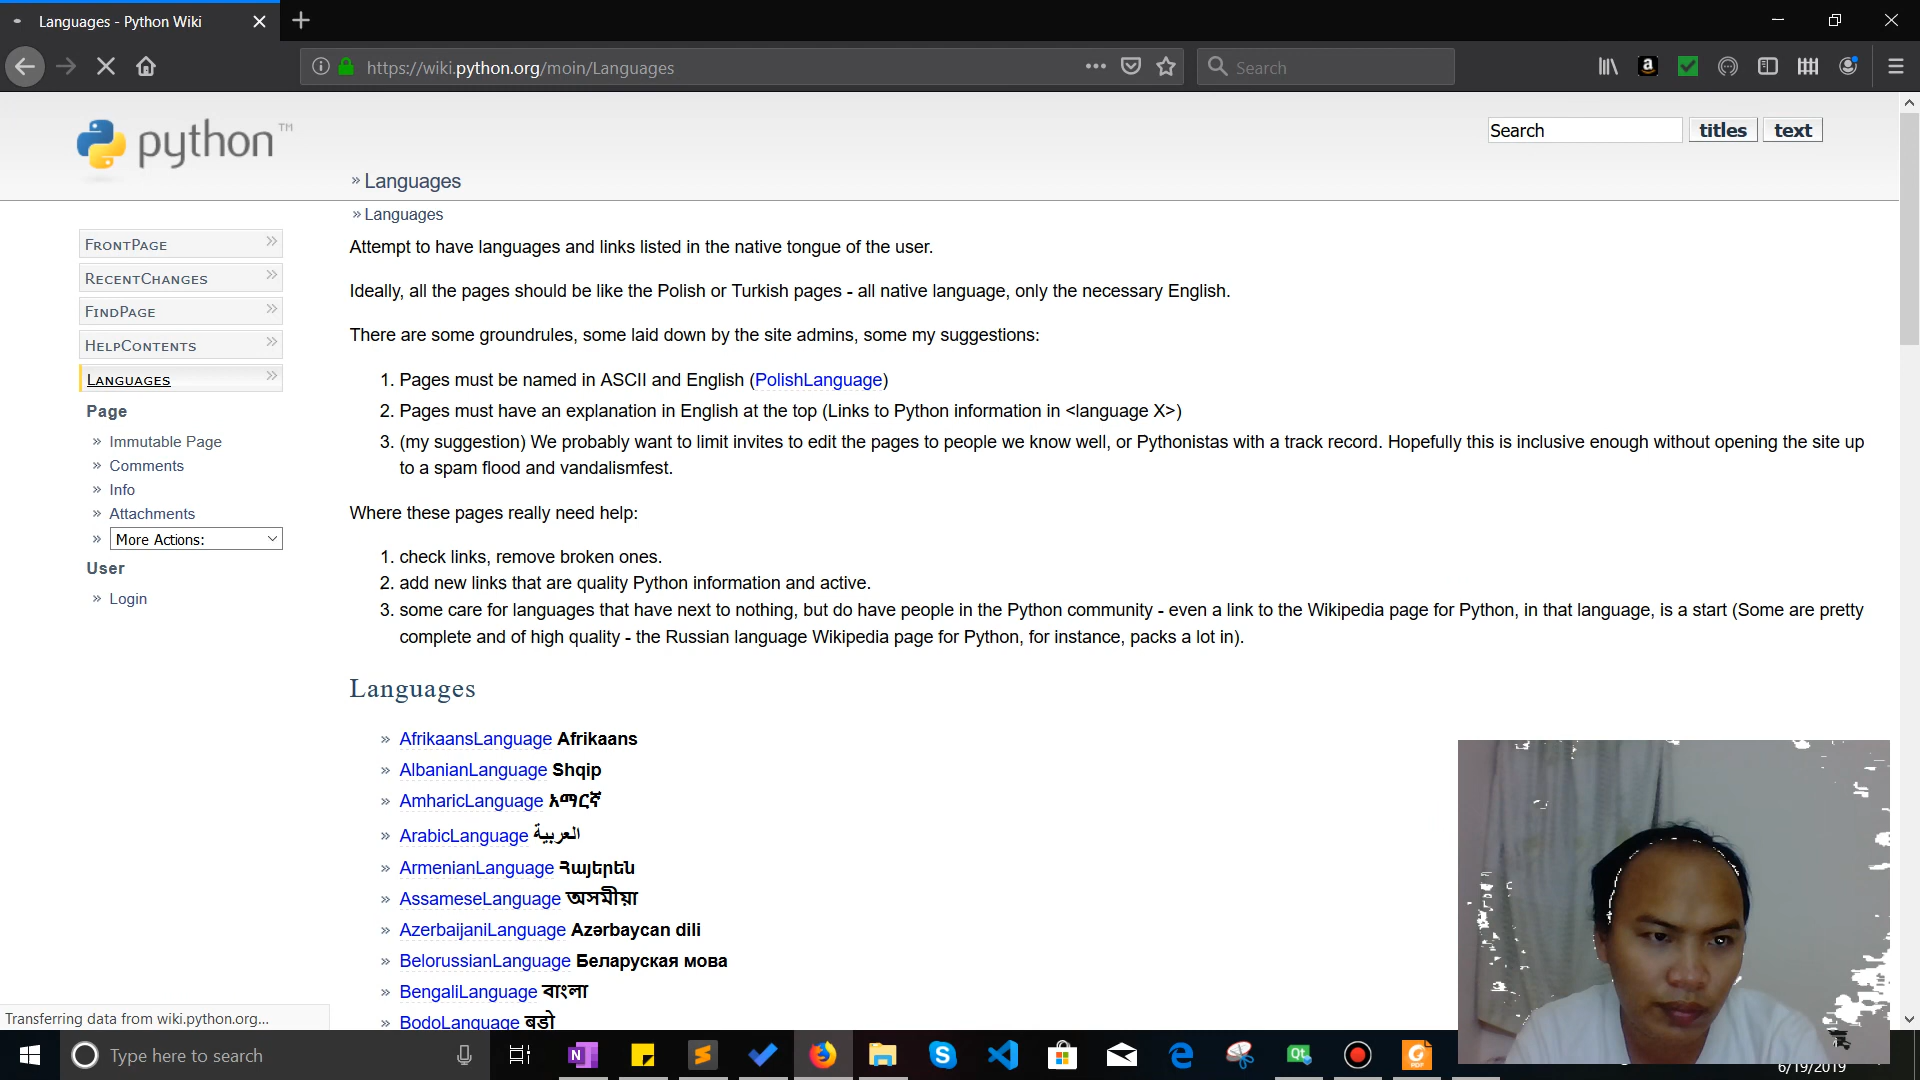 Languages - Python Wiki
https://wiki.python.org/moin/Languages
Search
python™
Search titles text
» Languages
» Languages
FRONTPAGE »
RECENTCHANGES »
FINDPAGE »
HELPCONTENTS »
LANGUAGES »
Page
» Immutable Page
» Comments
» Info
» Attachments
» More Actions:
User
» Login
Attempt to have languages and links listed in the native tongue of the user.
Ideally, all the pages should be like the Polish or Turkish pages - all native language, only the necessary English.
There are some groundrules, some laid down by the site admins, some my suggestions:
1. Pages must be named in ASCII and English (PolishLanguage)
2. Pages must have an explanation in English at the top (Links to Python information in <language X>)
3. (my suggestion) We probably want to limit invites to edit the pages to people we know well, or Pythonistas with a track record. Hopefully this is inclusive enough without opening the site up
to a spam flood and vandalismfest.
Where these pages really need help:
1. check links, remove broken ones.
2. add new links that are quality Python information and active.
3. some care for languages that have next to nothing, but do have people in the Python community - even a link to the Wikipedia page for Python, in that language, is a start (Some are pretty
complete and of high quality - the Russian language Wikipedia page for Python, for instance, packs a lot in).
Languages
» AfrikaansLanguage Afrikaans
» AlbanianLanguage Shqip
» AmharicLanguage አማርኛ
» ArabicLanguage العربية
» ArmenianLanguage Հայերեն
» AssameseLanguage অসমীয়া
» AzerbaijaniLanguage Azərbaycan dili
» BelorussianLanguage Беларуская мова
» BengaliLanguage বাংলা
» BodoLanguage बड़ो
Transferring data from wiki.python.org...
Type here to search
6/19/2019